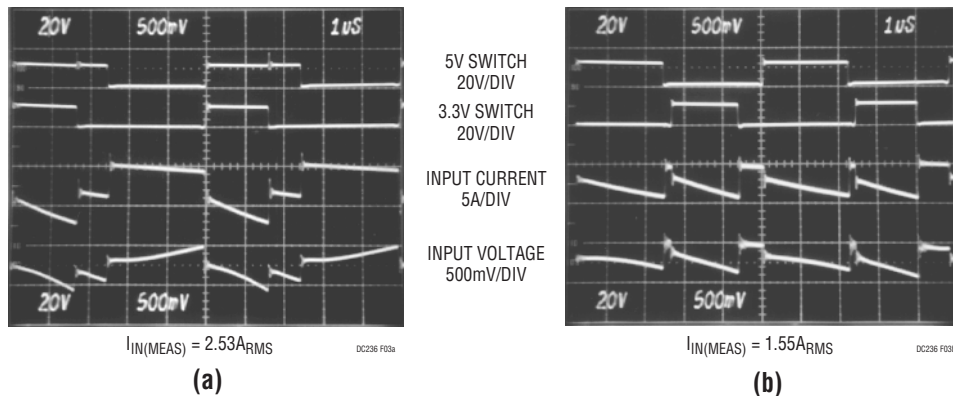 20V 500mV 1uS
5V SWITCH
20V/DIV
3.3V SWITCH
20V/DIV
INPUT CURRENT
5A/DIV
INPUT VOLTAGE
500mV/DIV
20V 500mV
IIN(MEAS) = 2.53ARMS
DC236 F03a
(a)
20V 500mV 1uS
20V 500mV
IIN(MEAS) = 1.55ARMS
(b)